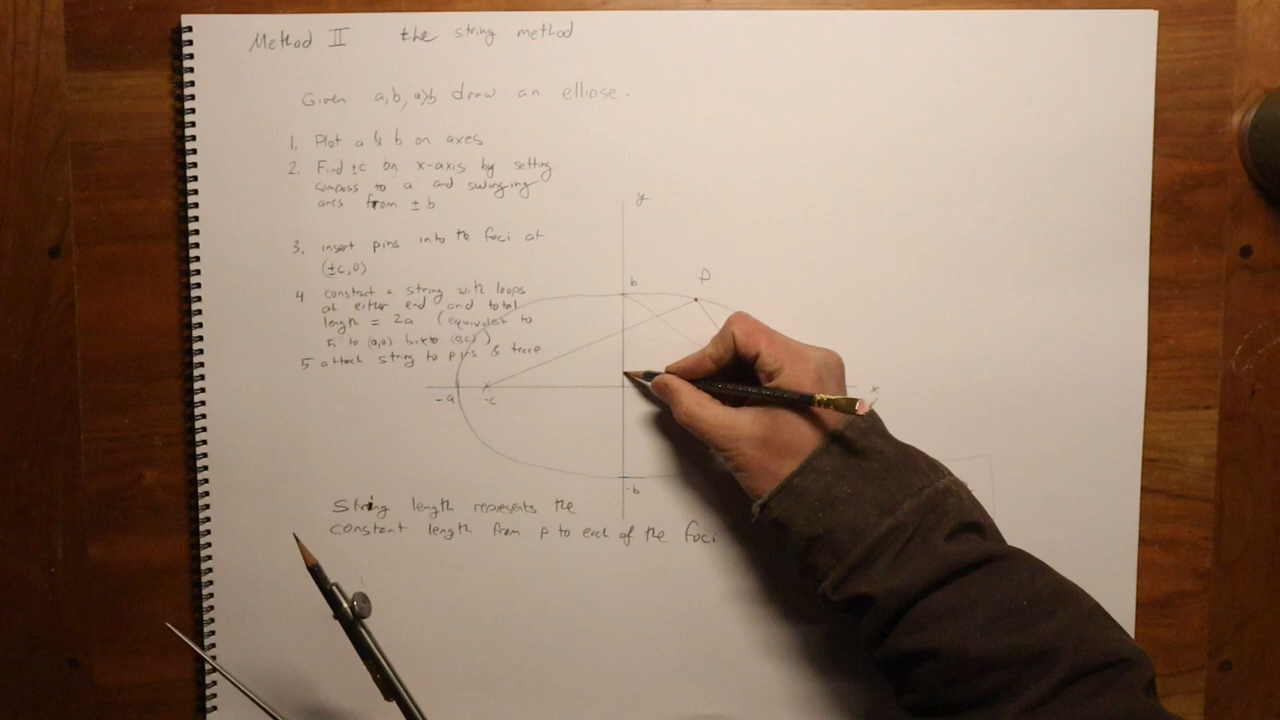 Method II the string method
Given a,b, a>b draw an ellipse.
1. Plot a & b on axes
2. Find ±c on x-axis by setting
compass to a and swinging
arcs from ± b
3. insert pins into the foci at
(±c,0)
4 construct a string with loops
at either end and total
length = 2a (equivalent to
F₁ to (a,0) back to (0,c))
5 attach string to pins & trace
y
b
P
-a
-c
x
-b
String length represents the
constant length from p to each of the foci